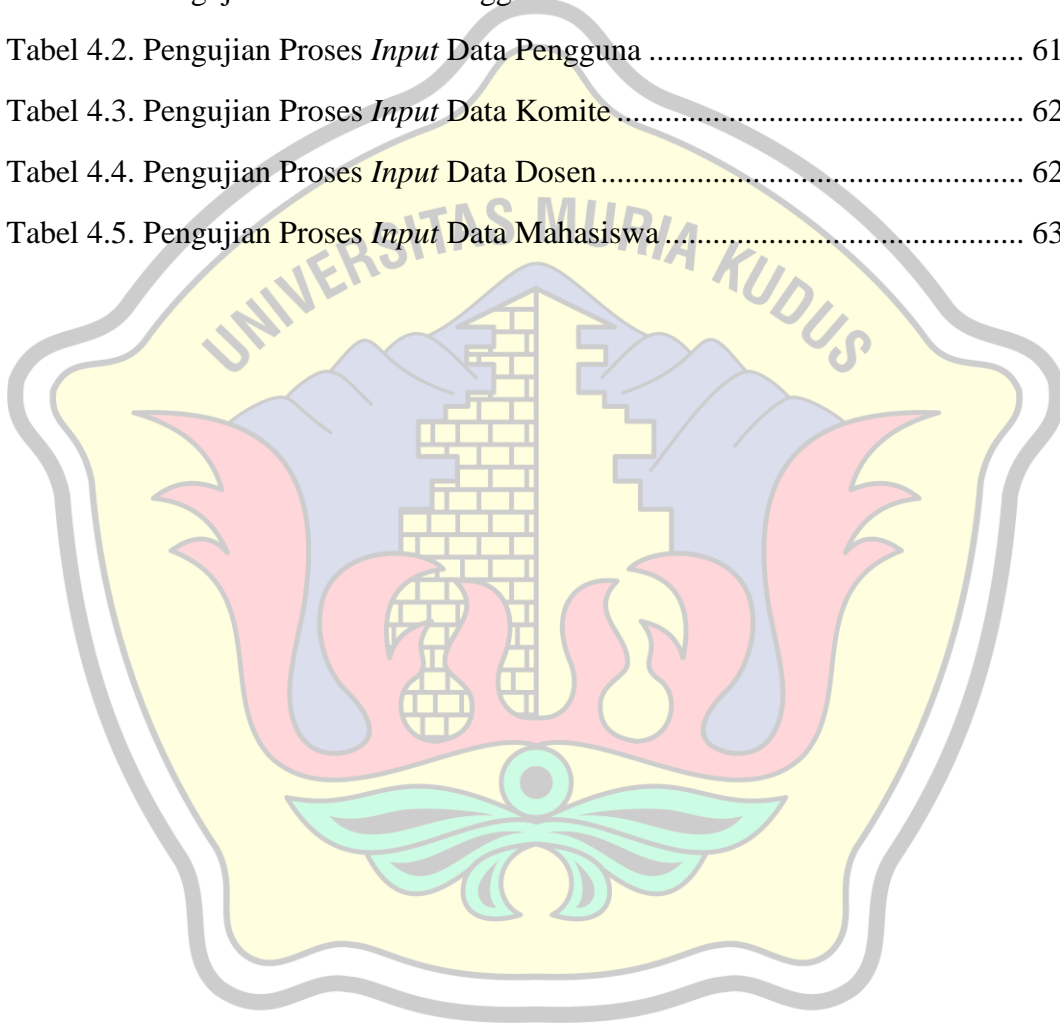 Tabel 4.2. Pengujian Proses Input Data Pengguna ............................................... 61
Tabel 4.3. Pengujian Proses Input Data Komite ................................................... 62
Tabel 4.4. Pengujian Proses Input Data Dosen ..................................................... 62
Tabel 4.5. Pengujian Proses Input Data Mahasiswa ............................................. 63
UNIVERSITAS MURIA KUDUS